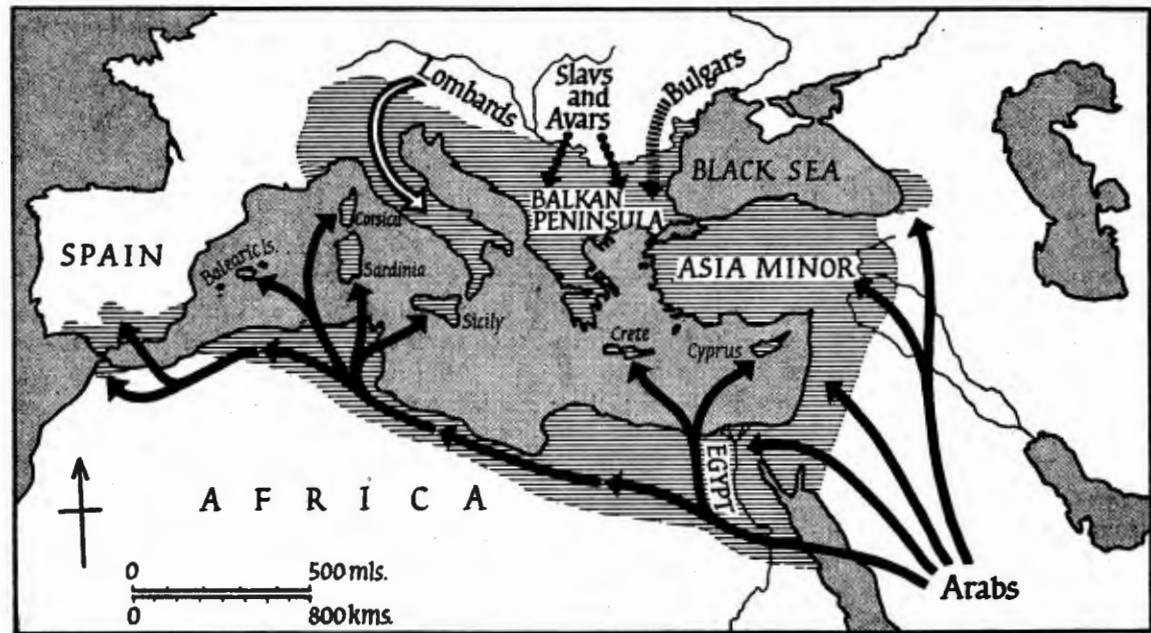 Lombards
Slavs
and
Avars
Bulgars
BLACK SEA
BALKAN
PENINSULA
Corsica
SPAIN
Balearic Is.
Sardinia
ASIA MINOR
Sicily
Crete
Cyprus
EGYPT
AFRICA
0 500 mls.
0 800 kms.
Arabs